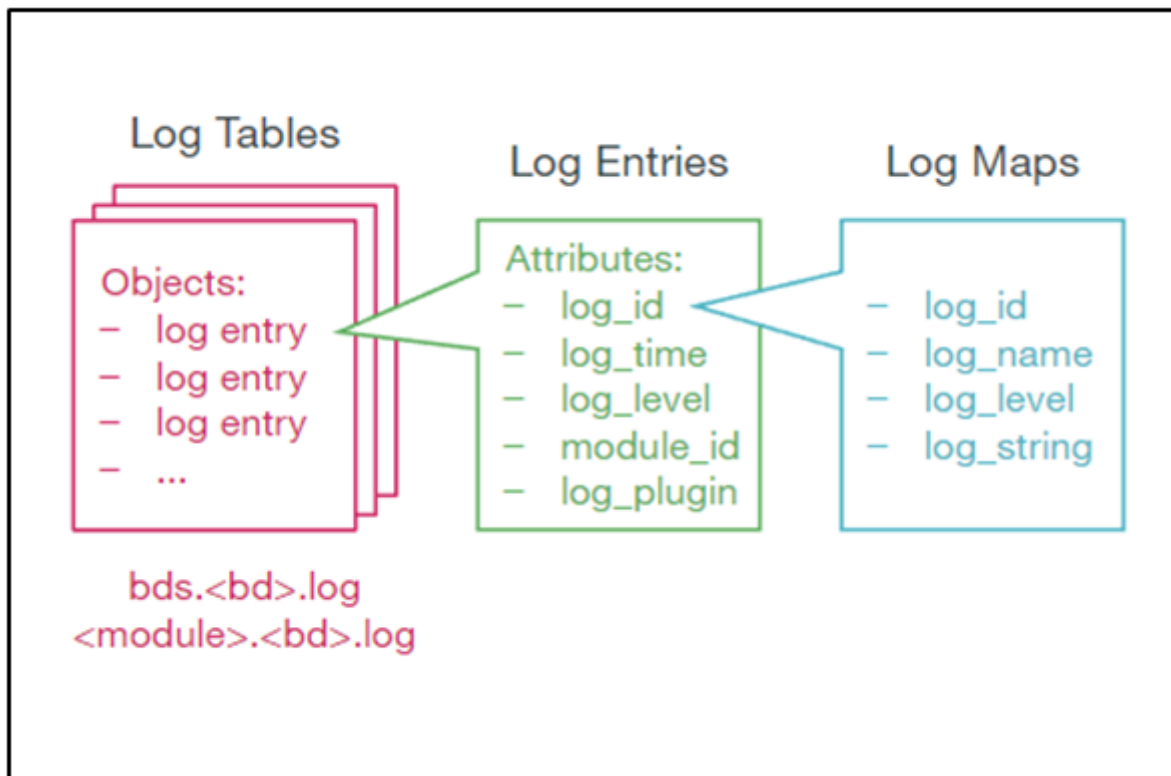 Log Tables
Objects:
– log entry
– log entry
– log entry
– ...
bds.<bd>.log
<module>.<bd>.log
Log Entries
Attributes:
– log_id
– log_time
– log_level
– module_id
– log_plugin
Log Maps
– log_id
– log_name
– log_level
– log_string